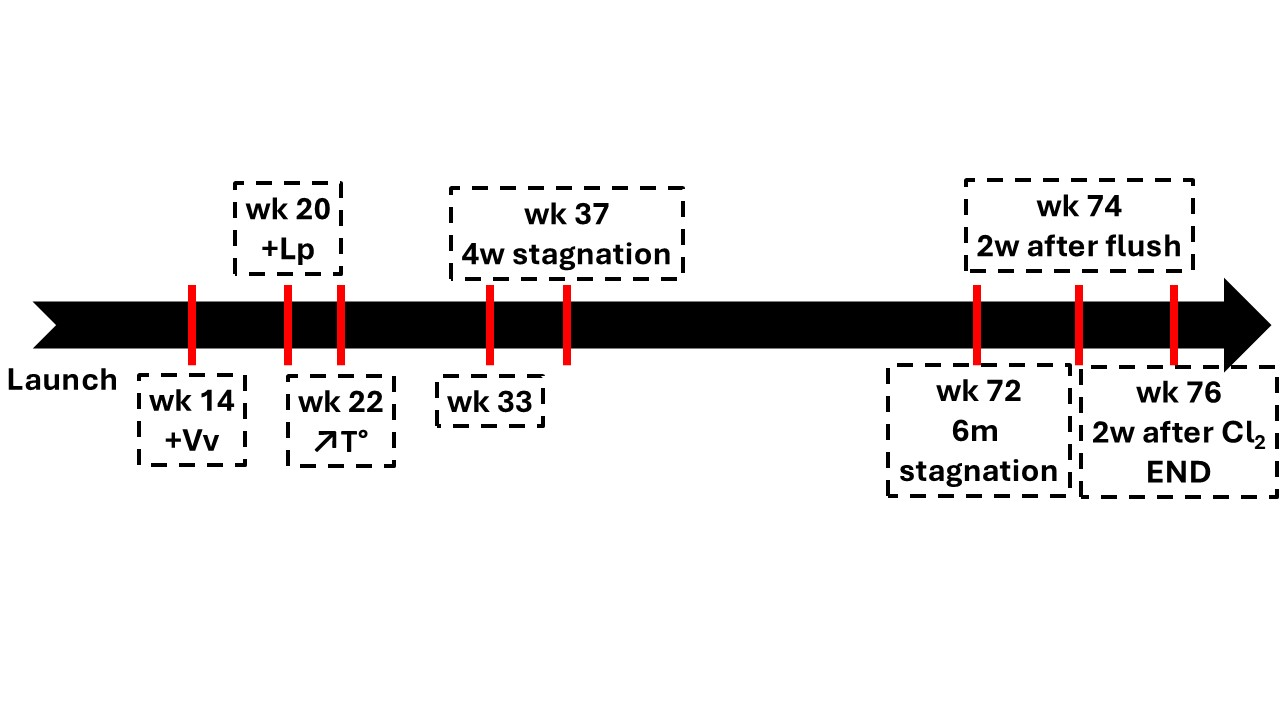 Launch
wk 14
+Vv
wk 20
+Lp
wk 22
↗T°
wk 33
wk 37
4w stagnation
wk 72
6m
stagnation
wk 74
2w after flush
wk 76
2w after Cl₂
END